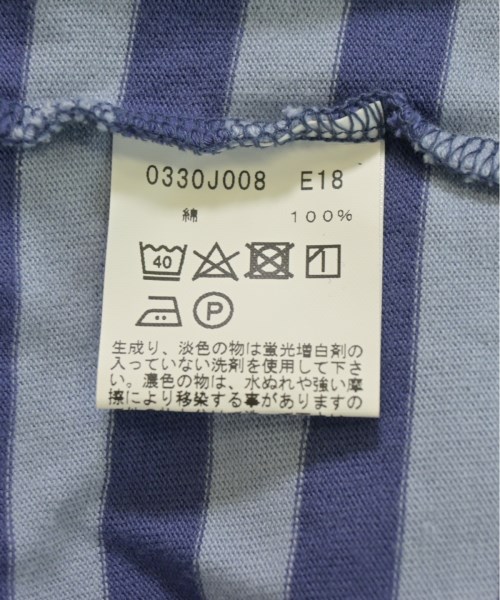 0330J008 E18
綿 100%
40
P
生成り、淡色の物は蛍光増白剤の
入っていない洗剤を使用して下さ
い。濃色の物は、水ぬれや強い摩
擦により移染する事がありますの